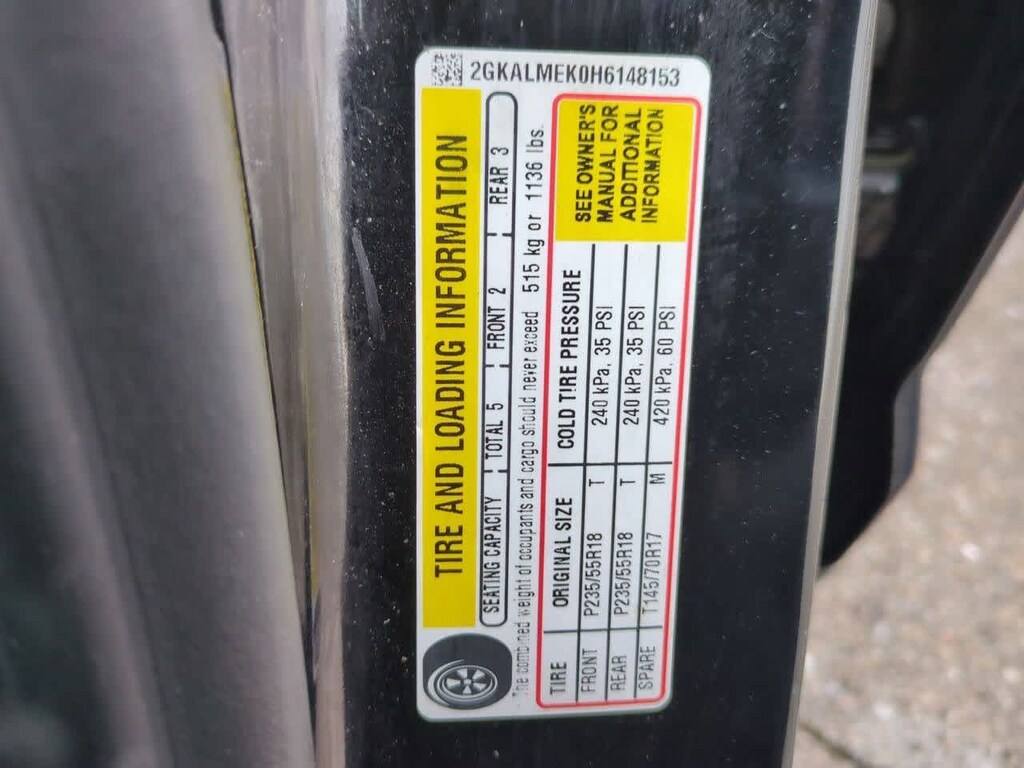 2GKALMEK0H6148153
TIRE AND LOADING INFORMATION
SEATING CAPACITY TOTAL 5 FRONT 2 REAR 3
The combined weight of occupants and cargo should never exceed 515 kg or 1136 lbs.
TIRE ORIGINAL SIZE COLD TIRE PRESSURE
FRONT P235/55R18 T 240 kPa, 35 PSI
REAR P235/55R18 T 240 kPa, 35 PSI
SPARE T145/70R17 M 420 kPa, 60 PSI
SEE OWNER'S
MANUAL FOR
ADDITIONAL
INFORMATION